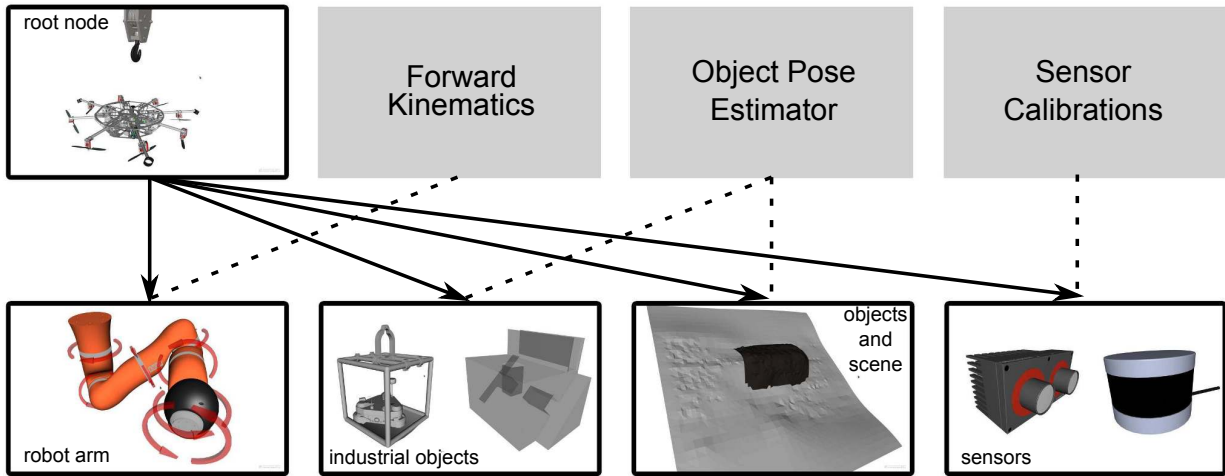 root node
Forward
Kinematics
Object Pose
Estimator
Sensor
Calibrations
robot arm
industrial objects
objects
and
scene
sensors